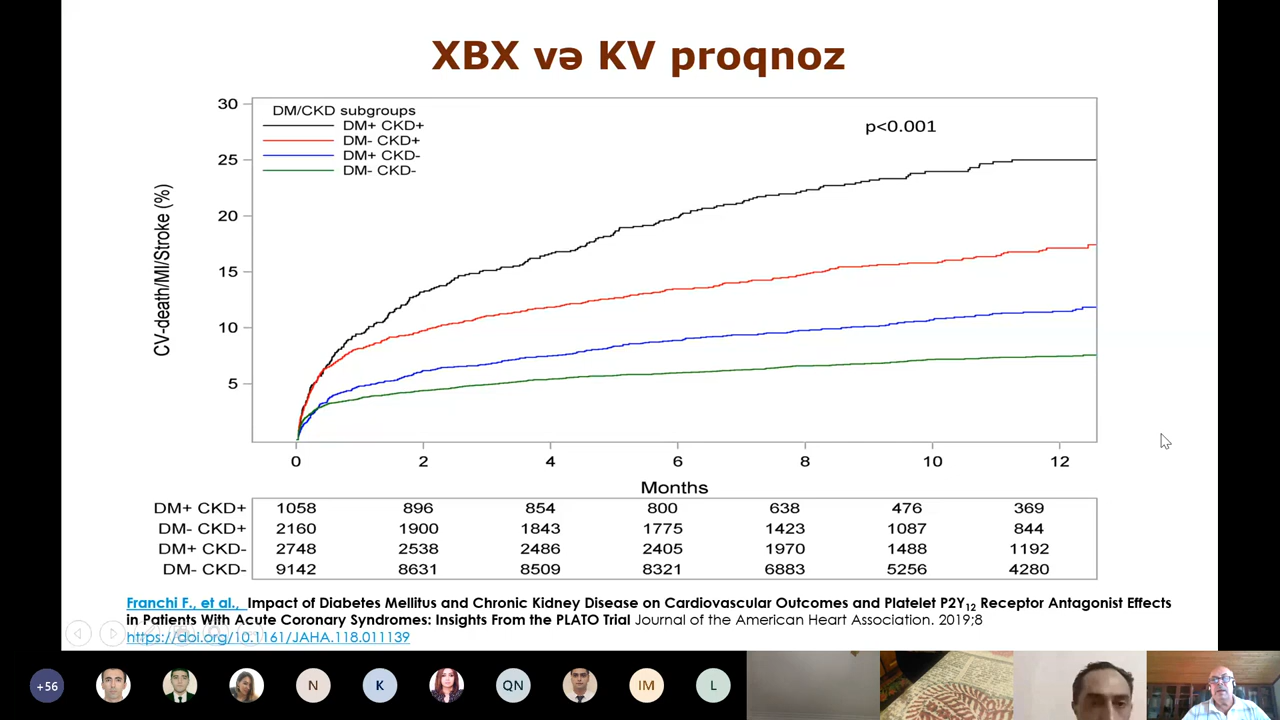 XBX və KV proqnoz
30
25
20
15
10
5
CV-death/MI/Stroke (%)
DM/CKD subgroups
DM+ CKD+
DM- CKD+
DM+ CKD-
DM- CKD-
p<0.001
0 2 4 6 8 10 12
Months
DM+ CKD+ 1058 896 854 800 638 476 369
DM- CKD+ 2160 1900 1843 1775 1423 1087 844
DM+ CKD- 2748 2538 2486 2405 1970 1488 1192
DM- CKD- 9142 8631 8509 8321 6883 5256 4280
Franchi F., et al., Impact of Diabetes Mellitus and Chronic Kidney Disease on Cardiovascular Outcomes and Platelet P2Y12 Receptor Antagonist Effects
in Patients With Acute Coronary Syndromes: Insights From the PLATO Trial Journal of the American Heart Association. 2019;8
https://doi.org/10.1161/JAHA.118.011139
+56 N K QN IM L